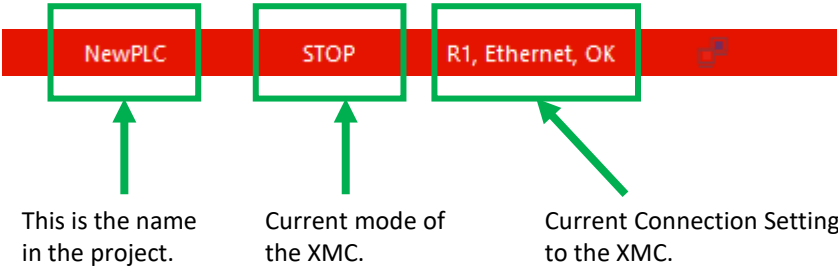 NewPLC STOP R1, Ethernet, OK
This is the name
in the project.
Current mode of
the XMC.
Current Connection Setting
to the XMC.